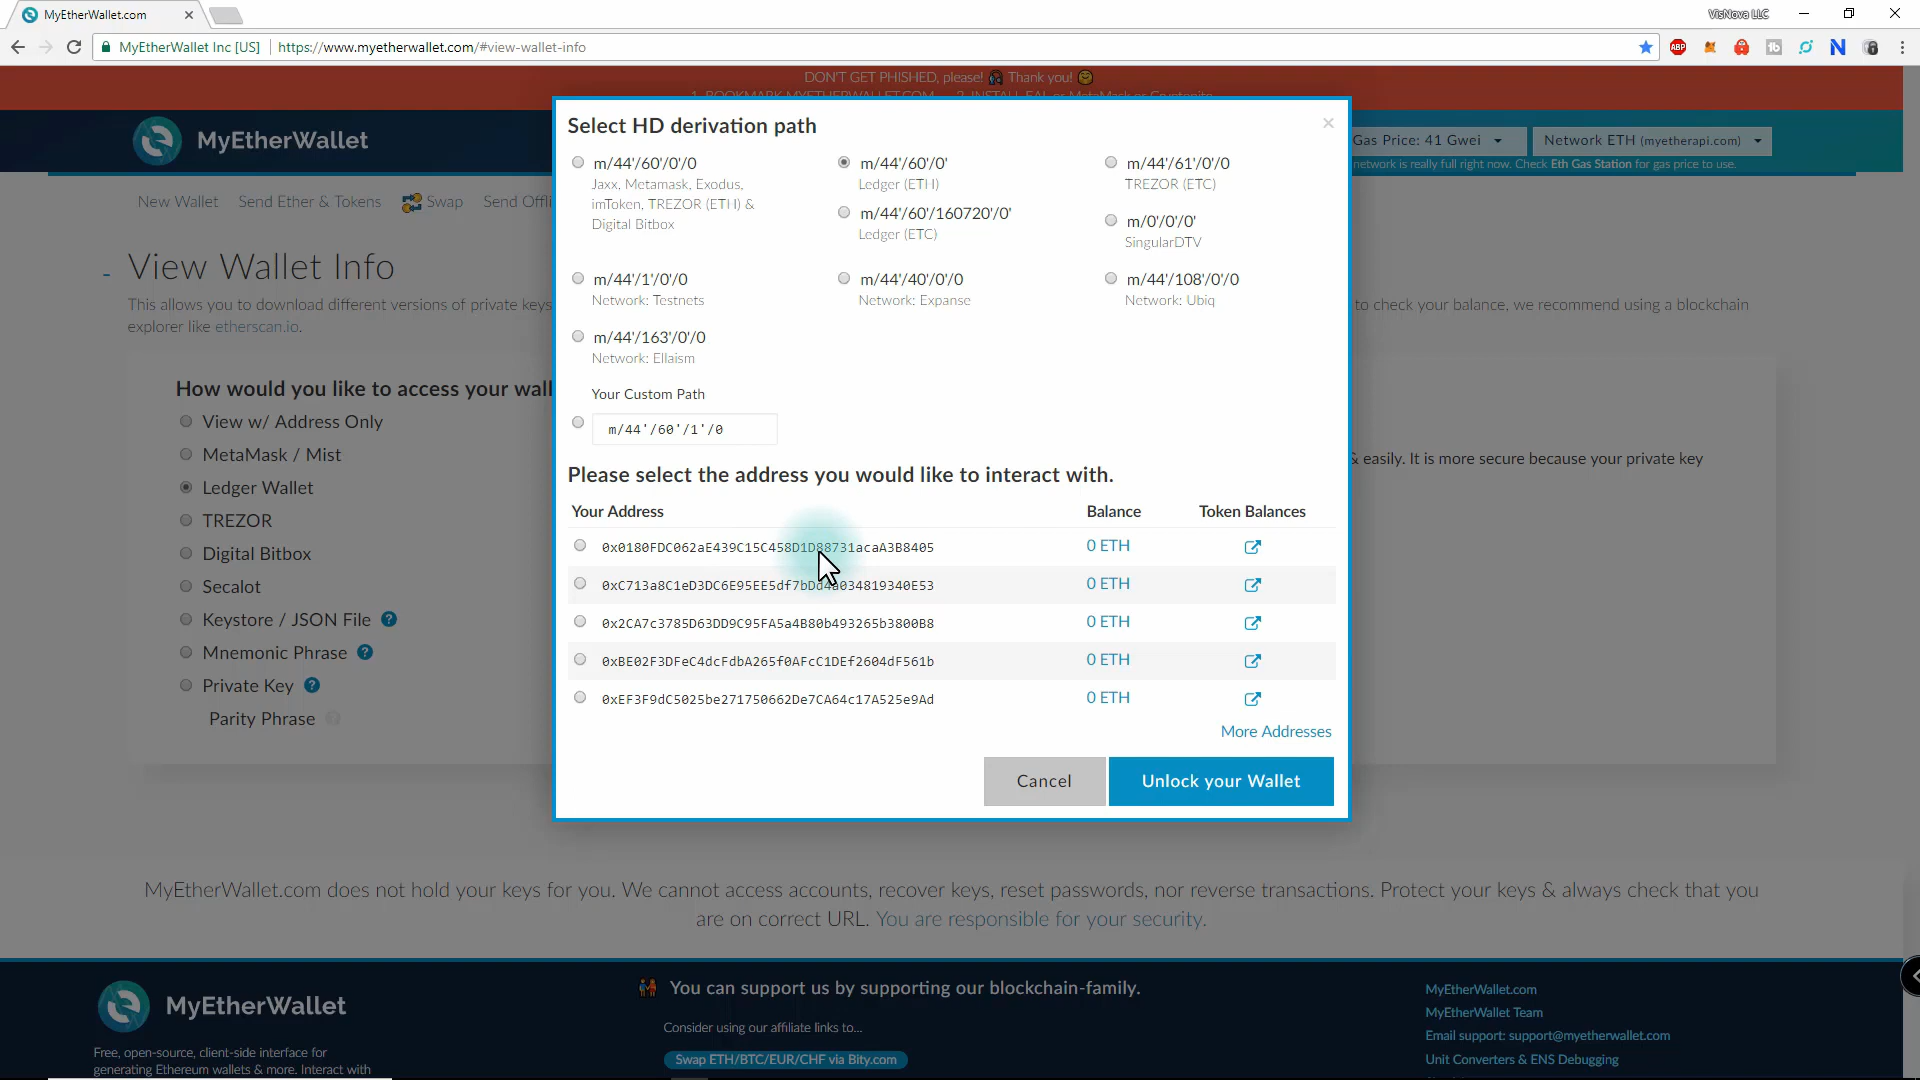 MyEtherWallet.com
VisNova LLC
MyEtherWallet Inc [US]
https://www.myetherwallet.com/#view-wallet-info
ABP
DON'T GET PHISHED, please! Thank you!
MyEtherWallet
Gas Price: 41 Gwei
Network ETH (myetherapi.com)
network is really full right now. Check Eth Gas Station for gas price to use.
New Wallet
Send Ether & Tokens
Swap
Send Offli
View Wallet Info
This allows you to download different versions of private keys
to check your balance, we recommend using a blockchain
explorer like etherscan.io.
How would you like to access your wall
View w/ Address Only
MetaMask / Mist
Ledger Wallet
TREZOR
Digital Bitbox
Secalot
Keystore / JSON File ?
Mnemonic Phrase ?
Private Key ?
Parity Phrase
& easily. It is more secure because your private key
Select HD derivation path
×
m/44'/60'/0'/0
Jaxx, Metamask, Exodus,
imToken, TREZOR (ETH) &
Digital Bitbox
m/44'/60'/0'
Ledger (ETH)
m/44'/60'/160720'/0'
Ledger (ETC)
m/44'/61'/0'/0
TREZOR (ETC)
m/0'/0'/0'
SingularDTV
m/44'/1'/0'/0
Network: Testnets
m/44'/40'/0'/0
Network: Expanse
m/44'/108'/0'/0
Network: Ubiq
m/44'/163'/0'/0
Network: Ellaism
Your Custom Path
m/44'/60'/1'/0
Please select the address you would like to interact with.
Your Address
Balance
Token Balances
0x0180FDC062aE439C15C458D1D88731acaA3B8405
0 ETH
0xC713a8C1eD3DC6E95EE5df7bDd4a034819340E53
0 ETH
0x2CA7c3785D63DD9C95FA5a4B80b493265b3800B8
0 ETH
0xBE02F3DFeC4dcFdbA265f0AFcC1DEf2604dF561b
0 ETH
0xEF3F9dC5025be271750662De7CA64c17A525e9Ad
0 ETH
More Addresses
Cancel
Unlock your Wallet
MyEtherWallet.com does not hold your keys for you. We cannot access accounts, recover keys, reset passwords, nor reverse transactions. Protect your keys & always check that you
are on correct URL. You are responsible for your security.
MyEtherWallet
Free, open-source, client-side interface for
generating Ethereum wallets & more. Interact with
You can support us by supporting our blockchain-family.
Consider using our affiliate links to...
Swap ETH/BTC/EUR/CHF via Bity.com
MyEtherWallet.com
MyEtherWallet Team
Email support: support@myetherwallet.com
Unit Converters & ENS Debugging